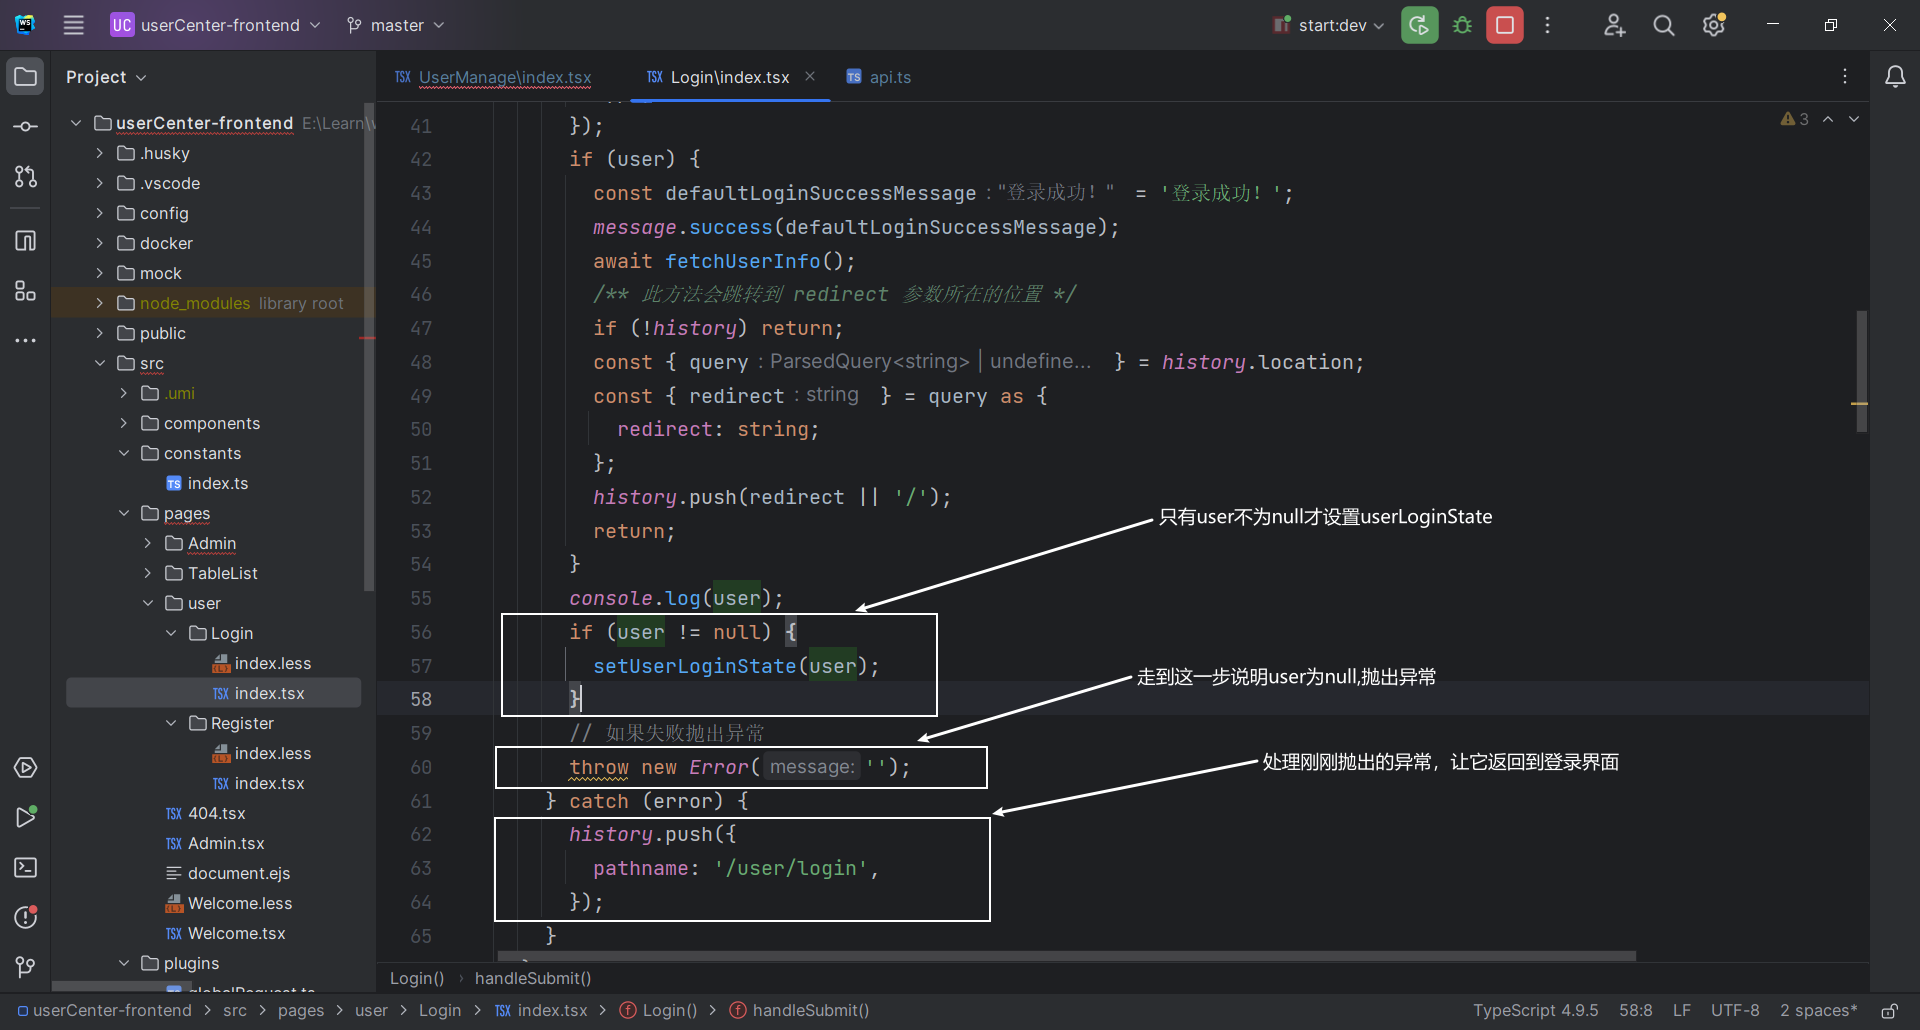 UC userCenter-frontend master start:dev
Project
UserManage\index.tsx Login\index.tsx api.ts
userCenter-frontend E:\Learn\
.husky
.vscode
config
docker
mock
node_modules library root
public
src
.umi
components
constants
index.ts
pages
Admin
TableList
user
Login
index.less
index.tsx
Register
index.less
index.tsx
404.tsx
Admin.tsx
document.ejs
Welcome.less
Welcome.tsx
plugins
globalRequest.ts
3
41 });
42 if (user) {
43 const defaultLoginSuccessMessage : "登录成功！" = '登录成功！';
44 message.success(defaultLoginSuccessMessage);
45 await fetchUserInfo();
46 /** 此方法会跳转到 redirect 参数所在的位置 */
47 if (!history) return;
48 const { query : ParsedQuery<string> | undefine... } = history.location;
49 const { redirect : string } = query as {
50 redirect: string;
51 };
52 history.push(redirect || '/');
53 return;
54 }
55 console.log(user);
56 if (user != null) {
57 setUserLoginState(user);
58 }
59 // 如果失败抛出异常
60 throw new Error( message: '');
61 } catch (error) {
62 history.push({
63 pathname: '/user/login',
64 });
65 }
只有user不为null才设置userLoginState
走到这一步说明user为null,抛出异常
处理刚刚抛出的异常，让它返回到登录界面
Login() › handleSubmit()
userCenter-frontend > src > pages > user > Login > TSX index.tsx > Login() > handleSubmit() TypeScript 4.9.5 58:8 LF UTF-8 2 spaces*